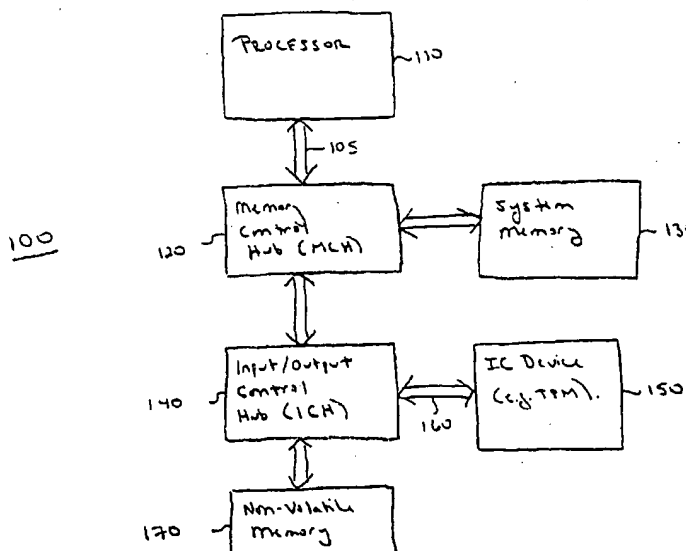 PROCESSOR
110
105
100
120
Memory
Control
Hub (MCH)
System
Memory
13
140
Input/Output
Control
Hub (ICH)
160
IC Device
(e.g. TPM).
150
170
Non-Volatile
Memory